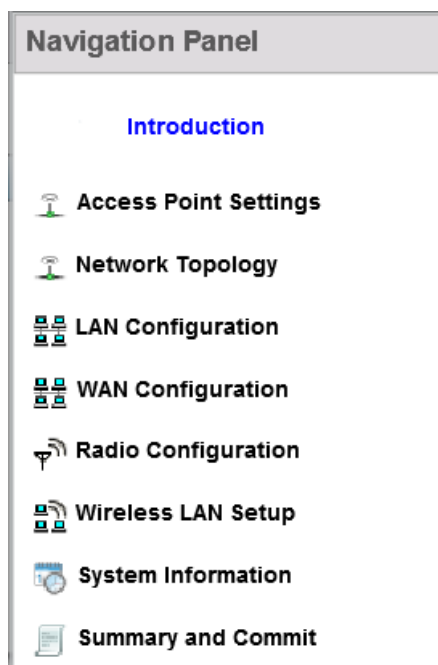 Navigation Panel
Introduction
Access Point Settings
Network Topology
LAN Configuration
WAN Configuration
Radio Configuration
Wireless LAN Setup
System Information
Summary and Commit